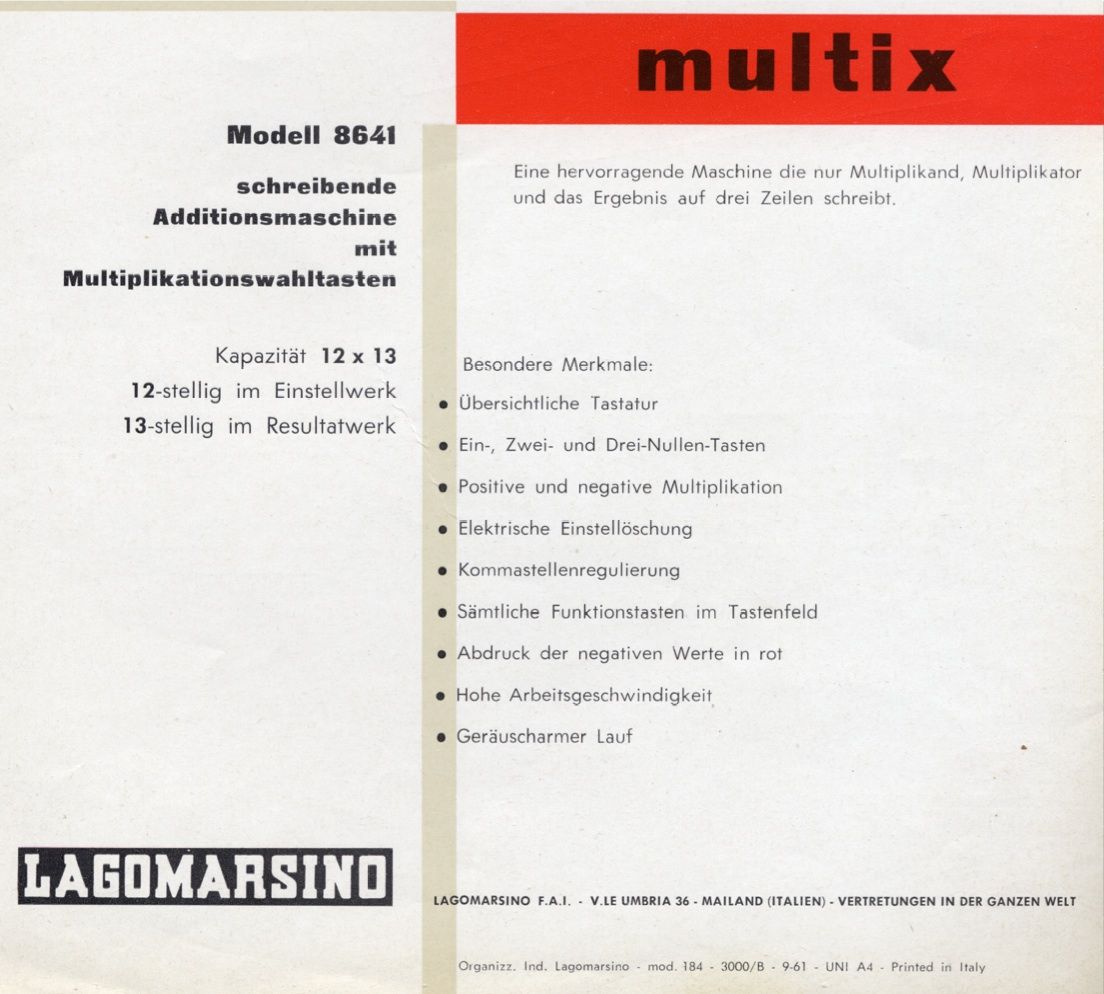 multix
Modell 8641
schreibende
Additionsmaschine
mit
Multiplikationswahltasten
Kapazität 12 x 13
12-stellig im Einstellwerk
13-stellig im Resultatwerk
Eine hervorragende Maschine die nur Multiplikand, Multiplikator
und das Ergebnis auf drei Zeilen schreibt.
Besondere Merkmale:
• Übersichtliche Tastatur
• Ein-, Zwei- und Drei-Nullen-Tasten
• Positive und negative Multiplikation
• Elektrische Einstellöschung
• Kommastellenregulierung
• Sämtliche Funktionstasten im Tastenfeld
• Abdruck der negativen Werte in rot
• Hohe Arbeitsgeschwindigkeit
• Geräuscharmer Lauf
LAGOMARSINO
LAGOMARSINO F.A.I. - V.LE UMBRIA 36 - MAILAND (ITALIEN) - VERTRETUNGEN IN DER GANZEN WELT
Organizz. Ind. Lagomarsino - mod. 184 - 3000/B - 9-61 - UNI A4 - Printed in Italy